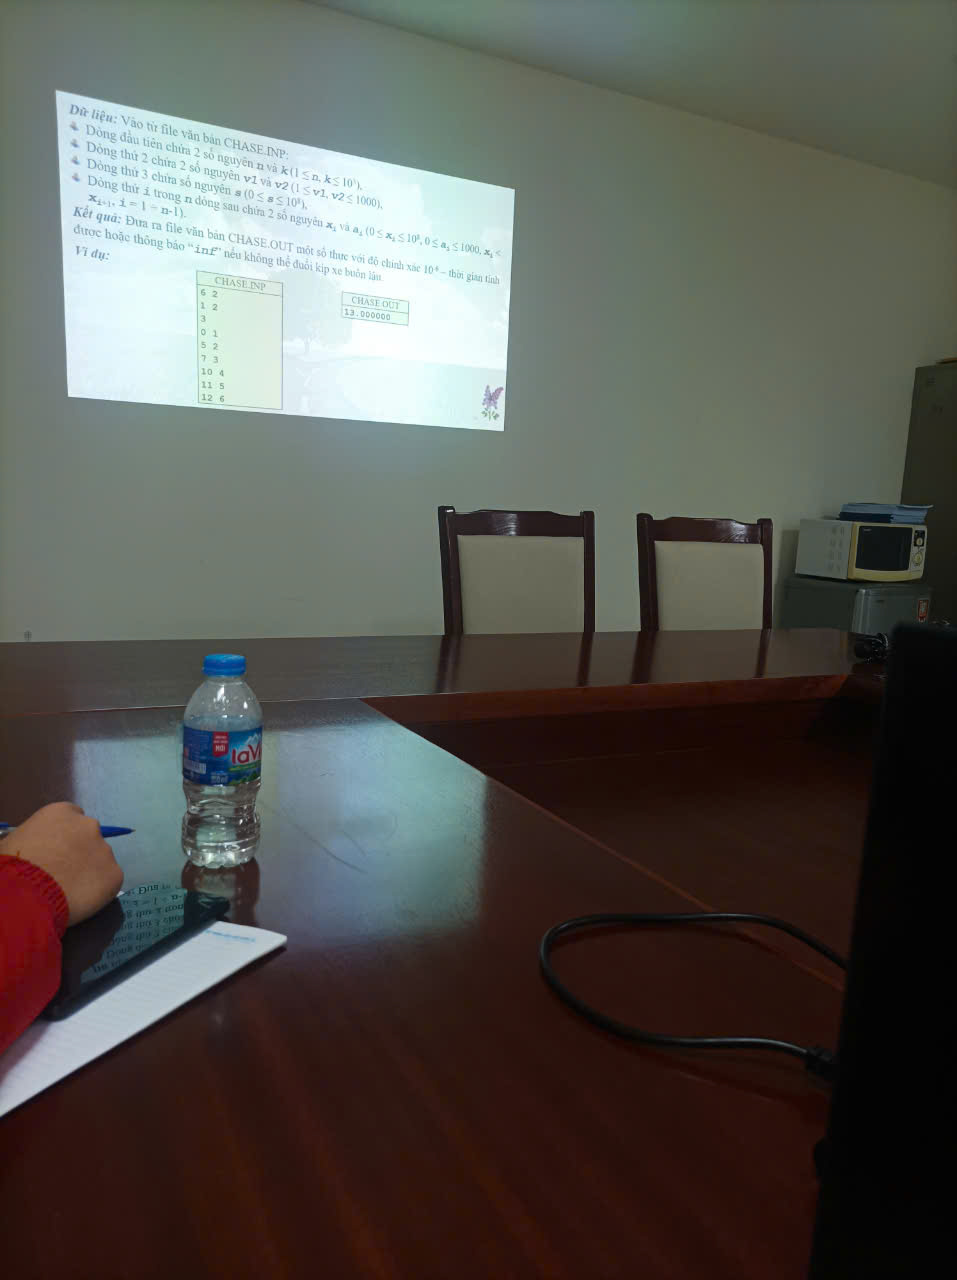 Dữ liệu: Vào từ file văn bản CHASE.INP:
Dòng đầu tiên chứa 2 số nguyên n và k (1 ≤ n, k ≤ 10⁵),
Dòng thứ 2 chứa 2 số nguyên v1 và v2 (1 ≤ v1, v2 ≤ 1000),
Dòng thứ 3 chứa số nguyên s (0 ≤ s ≤ 10⁸),
Dòng thứ i trong n dòng sau chứa 2 số nguyên xᵢ và aᵢ (0 ≤ xᵢ ≤ 10⁸, 0 ≤ aᵢ ≤ 1000, xᵢ <
xᵢ₊₁, i = 1 ÷ n-1).
Kết quả: Đưa ra file văn bản CHASE.OUT một số thực với độ chính xác 10⁻⁶ – thời gian tính
được hoặc thông báo "inf" nếu không thể đuổi kịp xe buôn lậu.
Ví dụ:
CHASE.INP
6 2
1 2
3
0 1
5 2
7 3
10 4
11 5
12 6
CHASE.OUT
13.000000
laVi